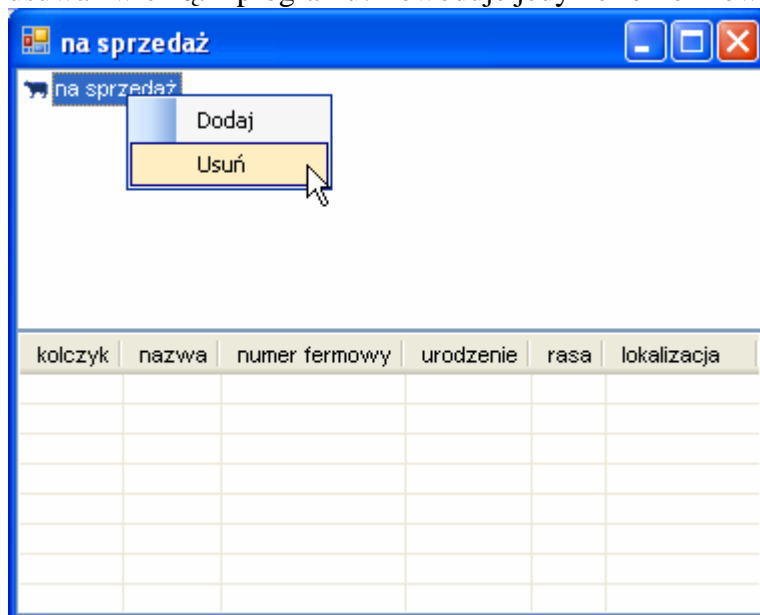 na sprzedaż
na sprzedaż
Dodaj
Usuń
kolczyk nazwa numer fermowy urodzenie rasa lokalizacja